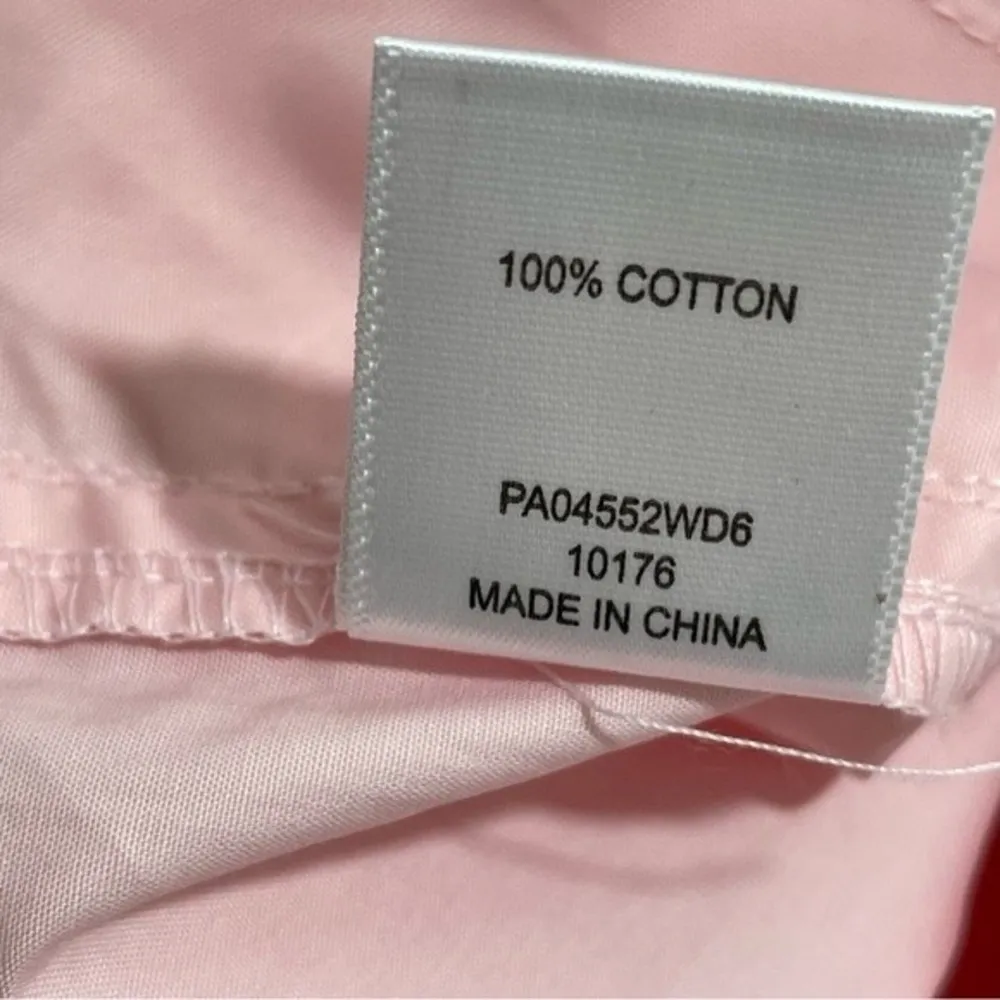 100% COTTON
PA04552WD6
10176
MADE IN CHINA